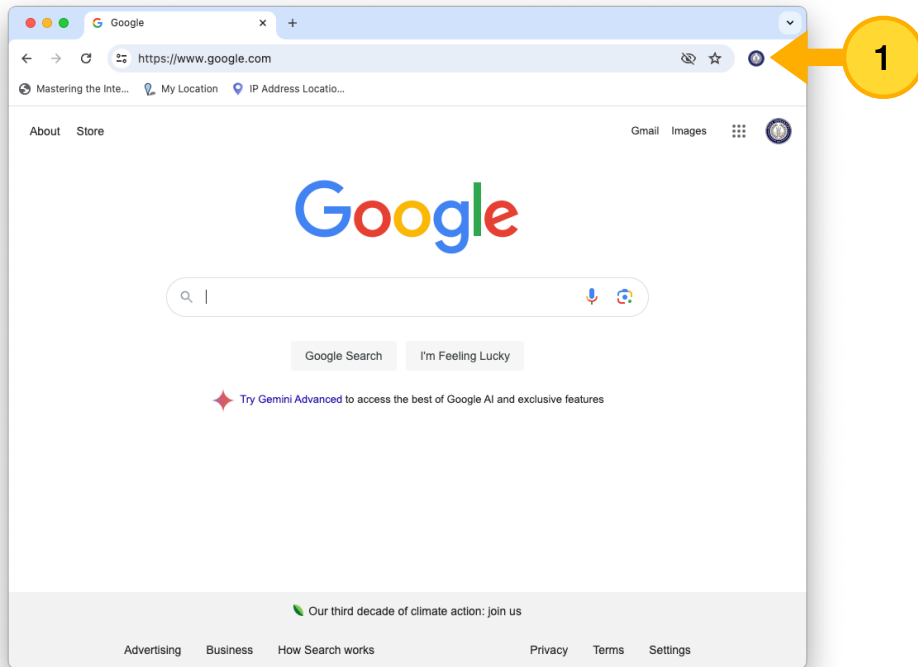 Google
https://www.google.com
1
Mastering the Inte... My Location IP Address Locatio...
About Store Gmail Images
Google
Google Search I'm Feeling Lucky
Try Gemini Advanced to access the best of Google AI and exclusive features
Our third decade of climate action: join us
Advertising Business How Search works Privacy Terms Settings